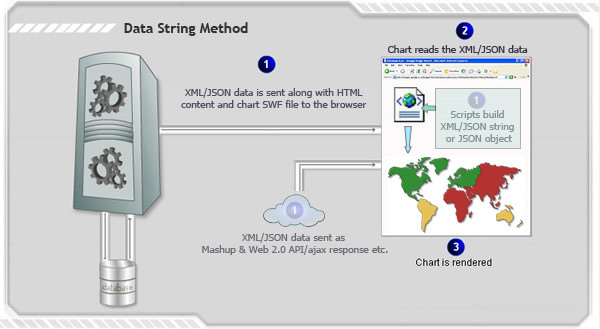 Data String Method
1
XML/JSON data is sent along with HTML
content and chart SWF file to the browser
2
Chart reads the XML/JSON data
1
Scripts build
XML/JSON string
or JSON object
1
XML/JSON data sent as
Mashup & Web 2.0 API/ajax response etc.
3
Chart is rendered
database